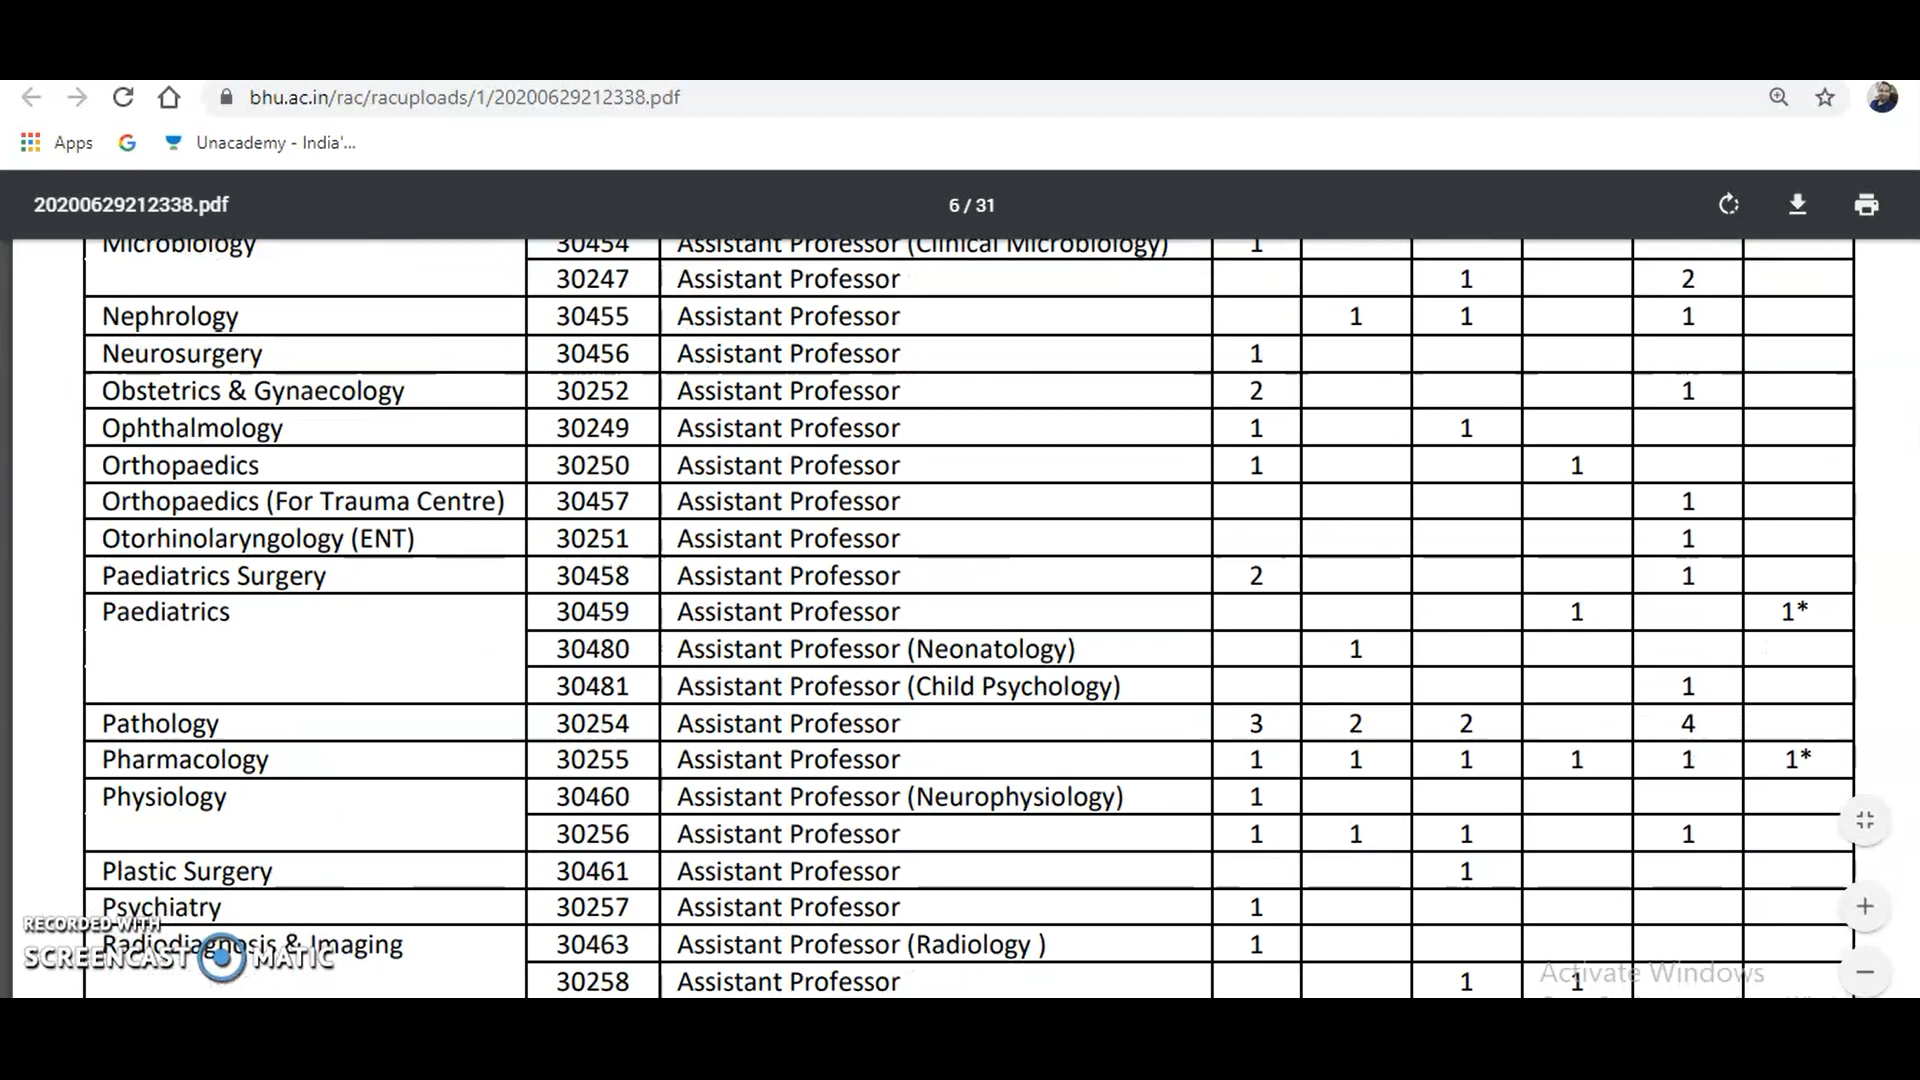 bhu.ac.in/rac/racuploads/1/20200629212338.pdf
Apps G Unacademy - India'...
20200629212338.pdf 6 / 31
Microbiology 30454 Assistant Professor (Clinical Microbiology) 1
30247 Assistant Professor 1 2
Nephrology 30455 Assistant Professor 1 1 1
Neurosurgery 30456 Assistant Professor 1
Obstetrics & Gynaecology 30252 Assistant Professor 2 1
Ophthalmology 30249 Assistant Professor 1 1
Orthopaedics 30250 Assistant Professor 1 1
Orthopaedics (For Trauma Centre) 30457 Assistant Professor 1
Otorhinolaryngology (ENT) 30251 Assistant Professor 1
Paediatrics Surgery 30458 Assistant Professor 2 1
Paediatrics 30459 Assistant Professor 1 1*
30480 Assistant Professor (Neonatology) 1
30481 Assistant Professor (Child Psychology) 1
Pathology 30254 Assistant Professor 3 2 2 4
Pharmacology 30255 Assistant Professor 1 1 1 1 1 1*
Physiology 30460 Assistant Professor (Neurophysiology) 1
30256 Assistant Professor 1 1 1 1
Plastic Surgery 30461 Assistant Professor 1
Psychiatry 30257 Assistant Professor 1
RECORDED WITH
Radiodiagnosis & Imaging 30463 Assistant Professor (Radiology ) 1
SCREENCAST MATIC
Activate Windows
30258 Assistant Professor 1 1